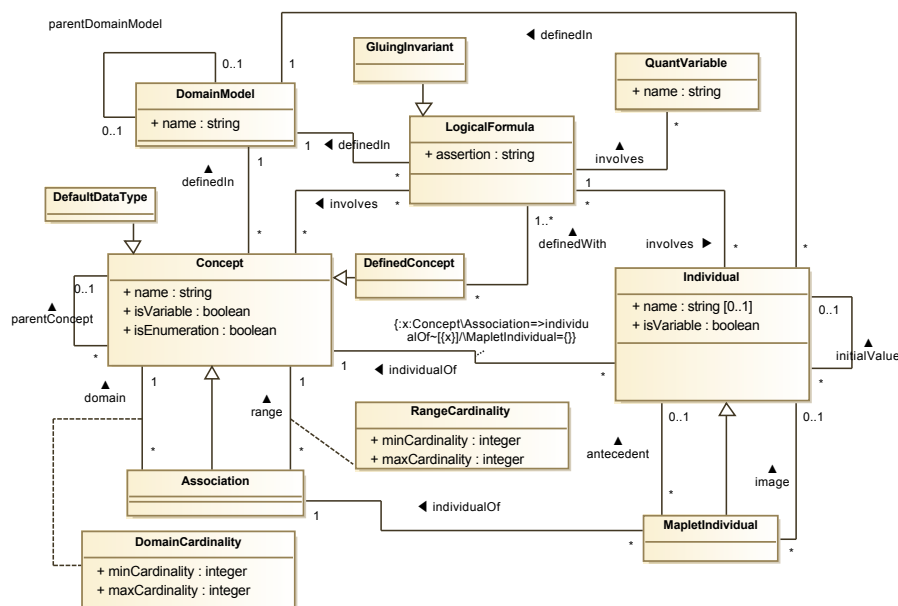 parentDomainModel
0..1
0..1
1
DomainModel
+ name : string
1
1
◄ definedIn
*
GluingInvariant
QuantVariable
+ name : string
*
LogicalFormula
+ assertion : string
◄ definedIn
*
▲
involves
1
▲
definedIn
*
DefaultDataType
◄ involves
*
*
1..*
▲
definedWith
*
*
involves ►
*
Concept
+ name : string
+ isVariable : boolean
+ isEnumeration : boolean
0..1
▲
parentConcept
*
DefinedConcept
Individual
+ name : string [0..1]
+ isVariable : boolean
0..1
▲
initialValue
*
{:x:Concept\Association=>individu
alOf~[{x}]/\MapletIndividual={}}
1
◄ individualOf
*
▲
domain
1
*
1
▲
range
*
RangeCardinality
+ minCardinality : integer
+ maxCardinality : integer
0..1
▲
antecedent
*
0..1
▲
image
*
Association
1
◄ individualOf
*
MapletIndividual
DomainCardinality
+ minCardinality : integer
+ maxCardinality : integer